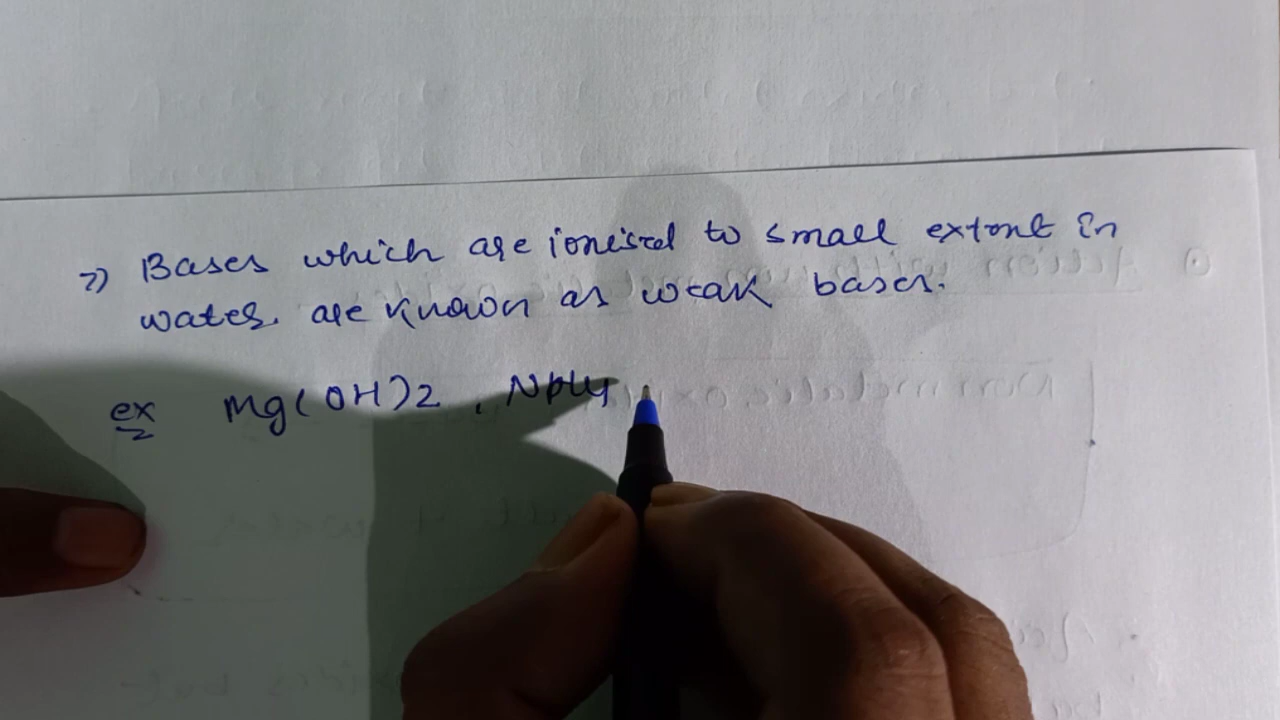 7) Bases which are ionised to small extent in
water are known as weak bases.
ex Mg(OH)2, NH4